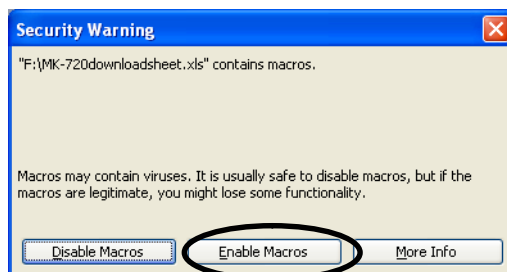 Security Warning
"F:\MK-720downloadsheet.xls" contains macros.
Macros may contain viruses. It is usually safe to disable macros, but if the
macros are legitimate, you might lose some functionality.
Disable Macros Enable Macros More Info